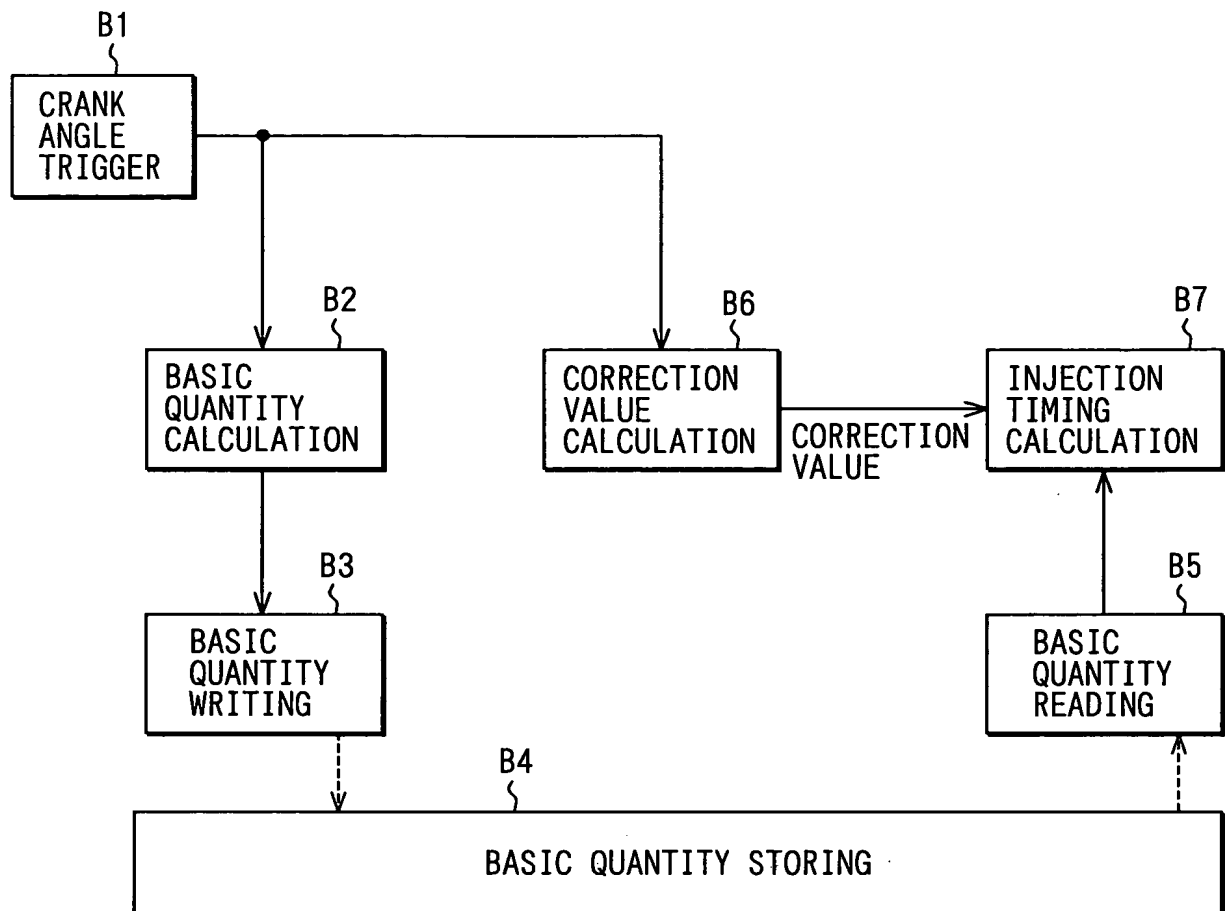 B1
CRANK
ANGLE
TRIGGER
B2
BASIC
QUANTITY
CALCULATION
B6
CORRECTION
VALUE
CALCULATION
CORRECTION
VALUE
B7
INJECTION
TIMING
CALCULATION
B3
BASIC
QUANTITY
WRITING
B5
BASIC
QUANTITY
READING
B4
BASIC QUANTITY STORING